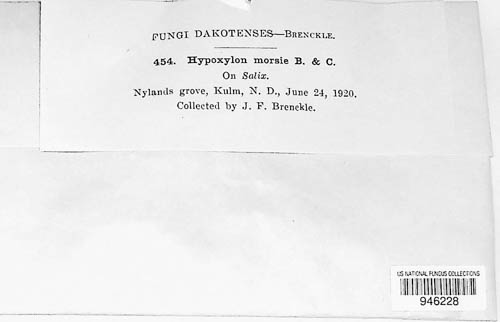 FUNGI DAKOTENSES—BRENCKLE.
454. Hypoxylon morsie B. & C.
On Salix.
Nylands grove, Kulm, N. D., June 24, 1920.
Collected by J. F. Brenckle.
US NATIONAL FUNGUS COLLECTIONS
946228